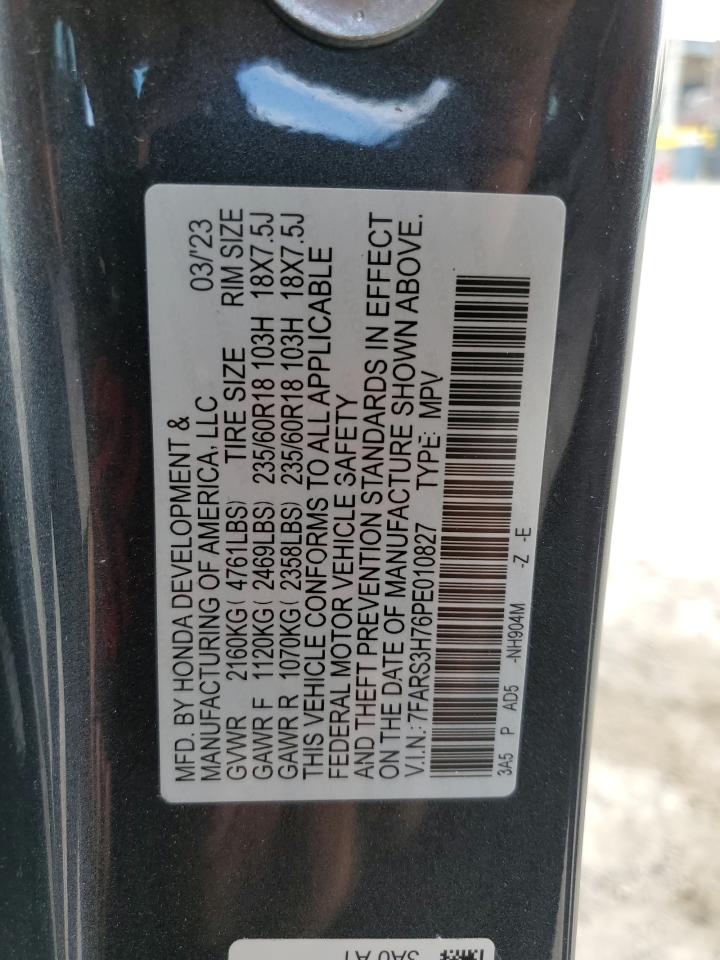 MFD. BY HONDA DEVELOPMENT &
MANUFACTURING OF AMERICA, LLC 03/'23
GVWR 2160KG( 4761LBS) TIRE SIZE RIM SIZE
GAWR F 1120KG( 2469LBS) 235/60R18 103H 18X7.5J
GAWR R 1070KG( 2358LBS) 235/60R18 103H 18X7.5J
THIS VEHICLE CONFORMS TO ALL APPLICABLE
FEDERAL MOTOR VEHICLE SAFETY
AND THEFT PREVENTION STANDARDS IN EFFECT
ON THE DATE OF MANUFACTURE SHOWN ABOVE.
V.I.N.: 7FARS3H76PE010827 TYPE: MPV
3A5 P AD5 -NH904M -Z -E
3A0 A1